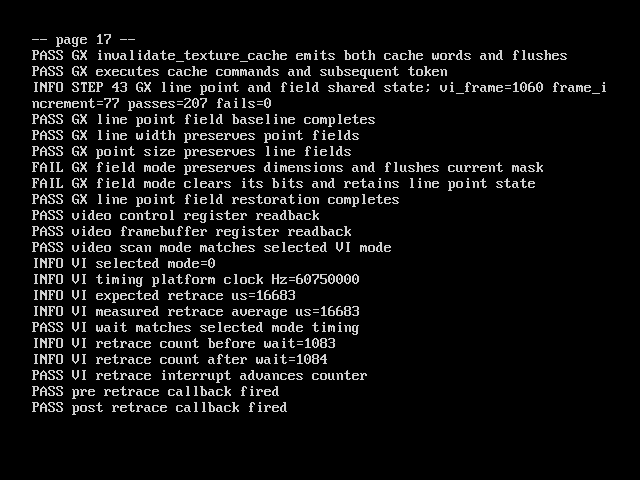 -- page 17 --
PASS GX invalidate_texture_cache emits both cache words and flushes
PASS GX executes cache commands and subsequent token
INFO STEP 43 GX line point and field shared state; vi_frame=1060 frame_i
ncrement=77 passes=207 fails=0
PASS GX line point field baseline completes
PASS GX line width preserves point fields
PASS GX point size preserves line fields
FAIL GX field mode preserves dimensions and flushes current mask
FAIL GX field mode clears its bits and retains line point state
PASS GX line point field restoration completes
PASS video control register readback
PASS video framebuffer register readback
PASS video scan mode matches selected VI mode
INFO VI selected mode=0
INFO VI timing platform clock Hz=60750000
INFO VI expected retrace us=16683
INFO VI measured retrace average us=16683
PASS VI wait matches selected mode timing
INFO VI retrace count before wait=1083
INFO VI retrace count after wait=1084
PASS VI retrace interrupt advances counter
PASS pre retrace callback fired
PASS post retrace callback fired